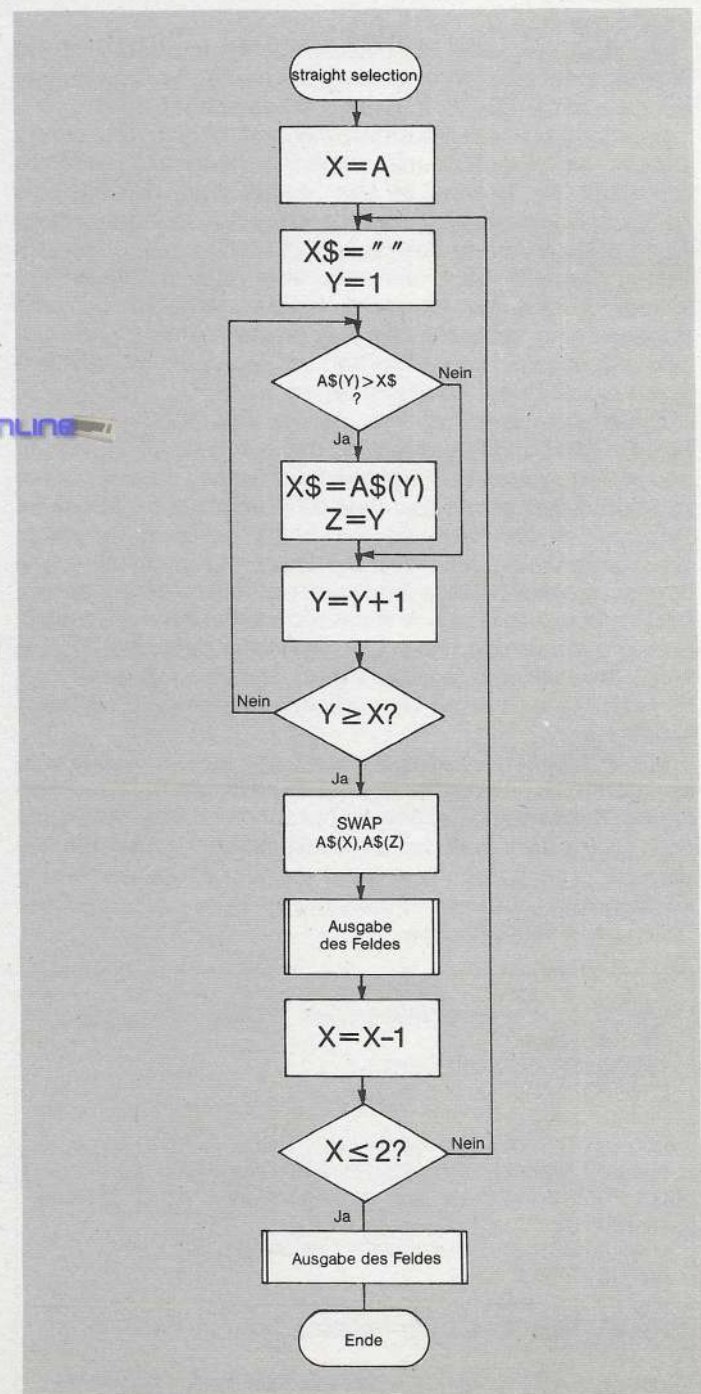 straight selection
X=A
X$=" "
Y=1
A$(Y)>X$
?
Nein
Ja
X$=A$(Y)
Z=Y
Y=Y+1
Y≥X?
Nein
Ja
SWAP
A$(X),A$(Z)
Ausgabe
des Feldes
X=X–1
X≤2?
Nein
Ja
Ausgabe des Feldes
Ende